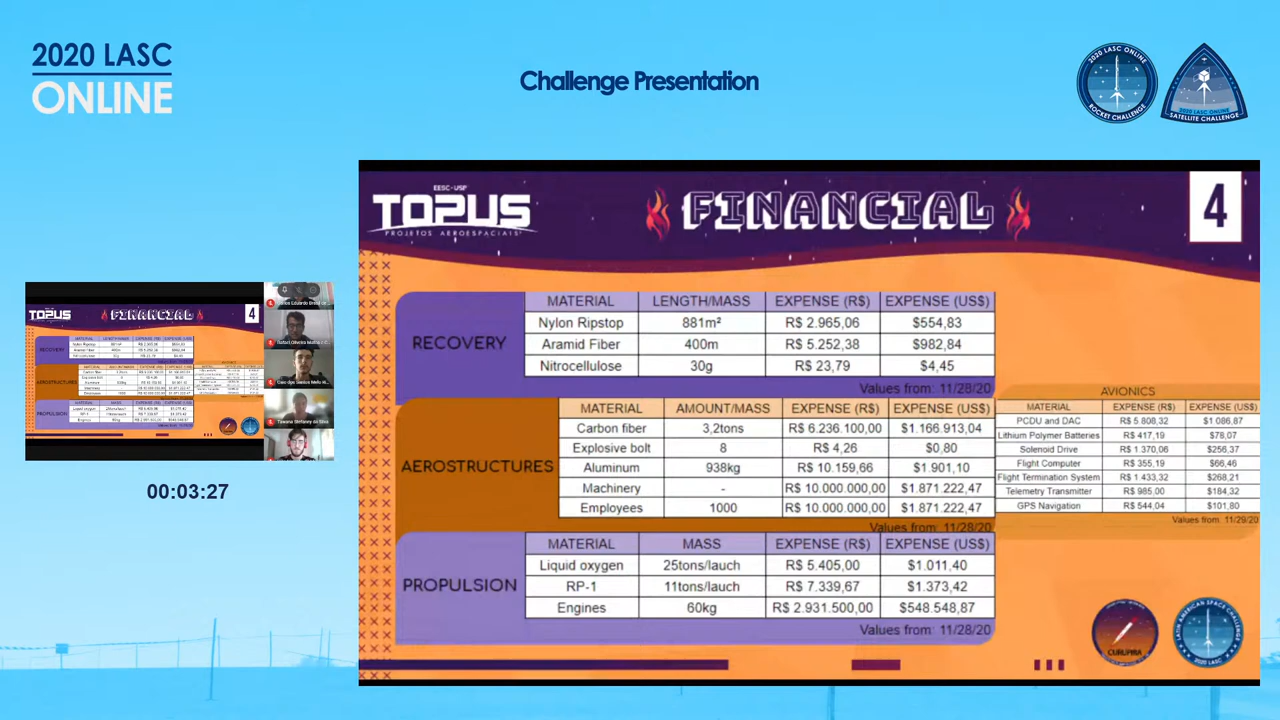 2020 LASC
ONLINE
Challenge Presentation
2020 LASC ONLINE
ROCKET CHALLENGE
2020 LASC ONLINE
SATELLITE CHALLENGE
EESC-USP
TOPUS
PROJETOS AEROESPACIAIS
FINANCIAL
4
RECOVERY
MATERIAL LENGTH/MASS EXPENSE (R$) EXPENSE (US$)
Nylon Ripstop 881m² R$ 2.965,06 $554,83
Aramid Fiber 400m R$ 5.252,38 $982,84
Nitrocellulose 30g R$ 23,79 $4,45
Values from: 11/28/20
AEROSTRUCTURES
MATERIAL AMOUNT/MASS EXPENSE (R$) EXPENSE (US$)
Carbon fiber 3,2tons R$ 6.236.100,00 $1.166.913,04
Explosive bolt 8 R$ 4,26 $0,80
Aluminum 938kg R$ 10.159,66 $1.901,10
Machinery - R$ 10.000.000,00 $1.871.222,47
Employees 1000 R$ 10.000.000,00 $1.871.222,47
Values from: 11/28/20
AVIONICS
MATERIAL EXPENSE (R$) EXPENSE (US$)
PCDU and DAC R$ 5.808,32 $1.086,87
Lithium Polymer Batteries R$ 417,19 $78,07
Solenoid Drive R$ 1.370,06 $256,37
Flight Computer R$ 355,19 $66,46
Flight Termination System R$ 1.433,32 $268,21
Telemetry Transmitter R$ 985,00 $184,32
GPS Navigation R$ 544,04 $101,80
Values from: 11/29/20
PROPULSION
MATERIAL MASS EXPENSE (R$) EXPENSE (US$)
Liquid oxygen 25tons/lauch R$ 5.405,00 $1.011,40
RP-1 11tons/lauch R$ 7.339,67 $1.373,42
Engines 60kg R$ 2.931.500,00 $548.548,87
Values from: 11/28/20
CURUPIRA
LATIN AMERICAN SPACE CHALLENGE
2020 LASC
TOPUS
FINANCIAL
4
00:03:27